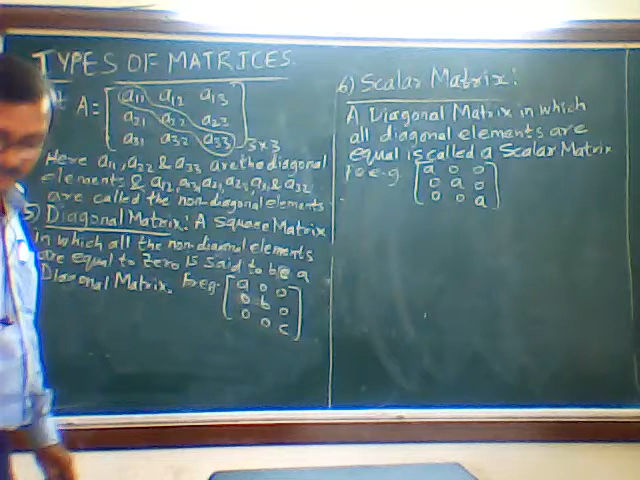 TYPES OF MATRICES
A = [ a11 a12 a13
a21 a22 a23
a31 a32 a33 ] 3×3
Here a11, a22 & a33 are the diagonal
elements & a12, a13, a21, a23, a31 & a32
are called the non-diagonal elements
5) Diagonal Matrix: A Square Matrix
in which all the non-diagonal elements
are equal to zero is said to be a
Diagonal Matrix. For eg. [ a 0 0
0 b 0
0 0 c ]
6) Scalar Matrix:
A Diagonal Matrix in which
all diagonal elements are
equal is called a Scalar Matrix
For e.g. [ a 0 0
0 a 0
0 0 a ]